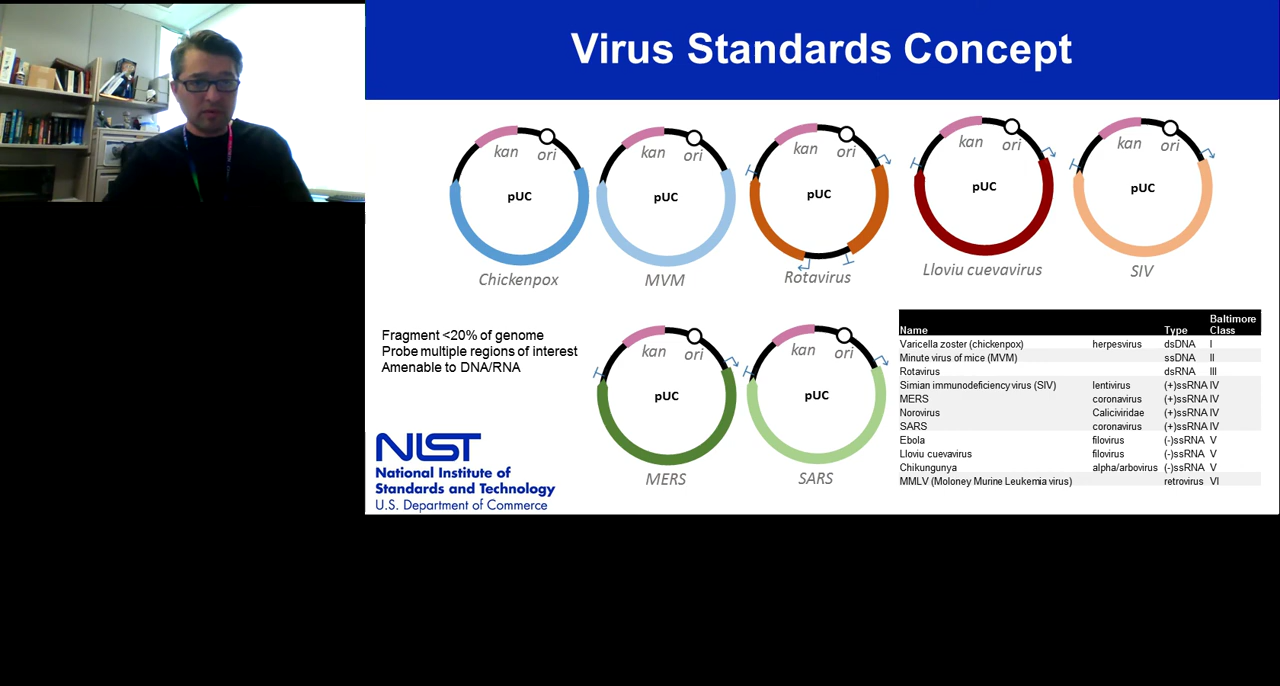 Virus Standards Concept
kan ori
pUC
Chickenpox
kan ori
pUC
MVM
kan ori
pUC
Rotavirus
kan ori
pUC
Lloviu cuevavirus
kan ori
pUC
SIV
Fragment <20% of genome
Probe multiple regions of interest
Amenable to DNA/RNA
kan ori
pUC
MERS
kan ori
pUC
SARS
Name Type Baltimore Class
Varicella zoster (chickenpox) herpesvirus dsDNA I
Minute virus of mice (MVM) ssDNA II
Rotavirus dsRNA III
Simian immunodeficiency virus (SIV) lentivirus (+)ssRNA IV
MERS coronavirus (+)ssRNA IV
Norovirus Caliciviridae (+)ssRNA IV
SARS coronavirus (+)ssRNA IV
Ebola filovirus (-)ssRNA V
Lloviu cuevavirus filovirus (-)ssRNA V
Chikungunya alpha/arbovirus (-)ssRNA V
MMLV (Moloney Murine Leukemia virus) retrovirus VI
NIST
National Institute of
Standards and Technology
U.S. Department of Commerce